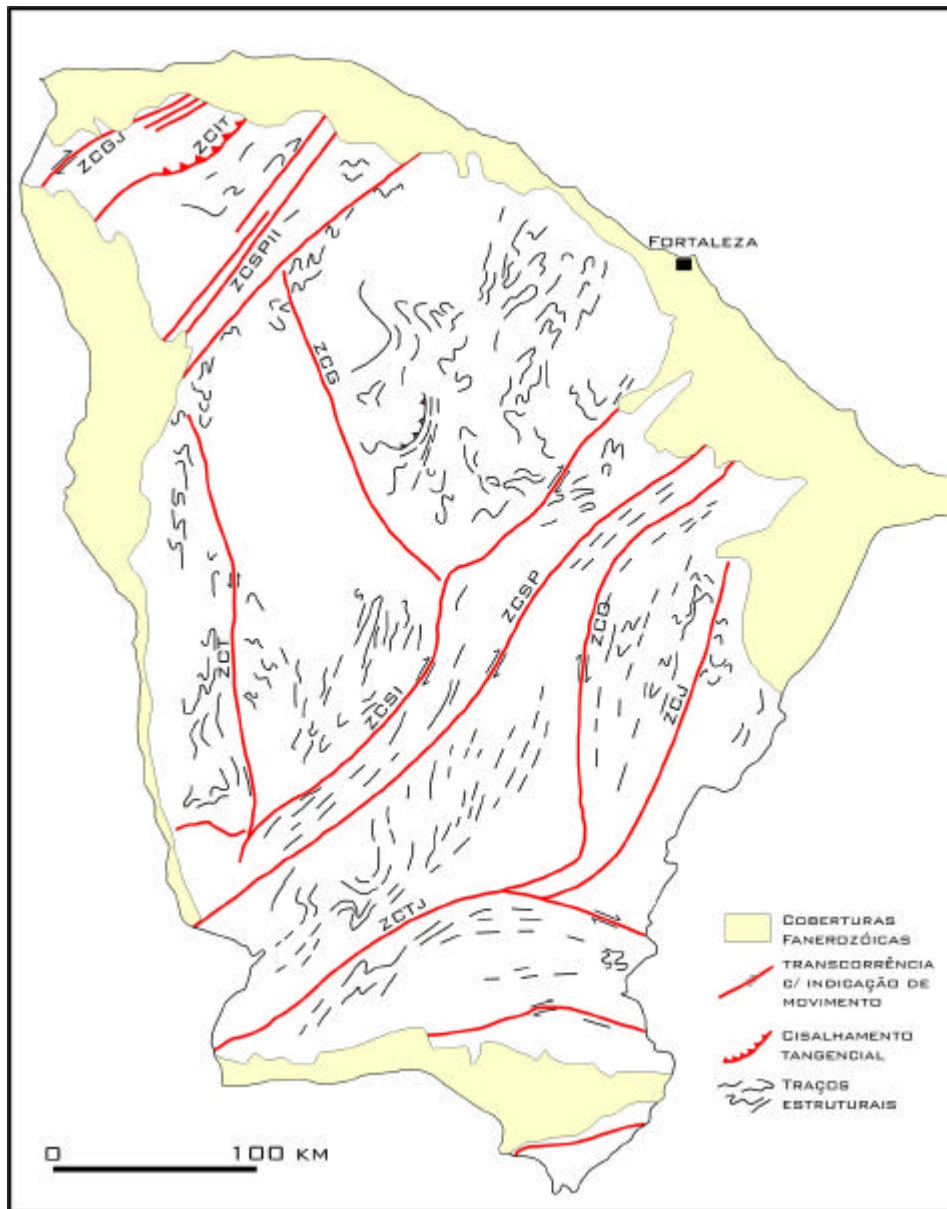 ZCGJ
ZCIT
ZCSPII
FORTALEZA
ZCG
ZCT
ZCSI
ZCSP
ZCQ
ZCJ
ZCTJ
COBERTURAS
FANEROZÓICAS
TRANSCORRÊNCIA
C/ INDICAÇÃO DE
MOVIMENTO
CISALHAMENTO
TANGENCIAL
TRAÇOS
ESTRUTURAIS
0 100 KM